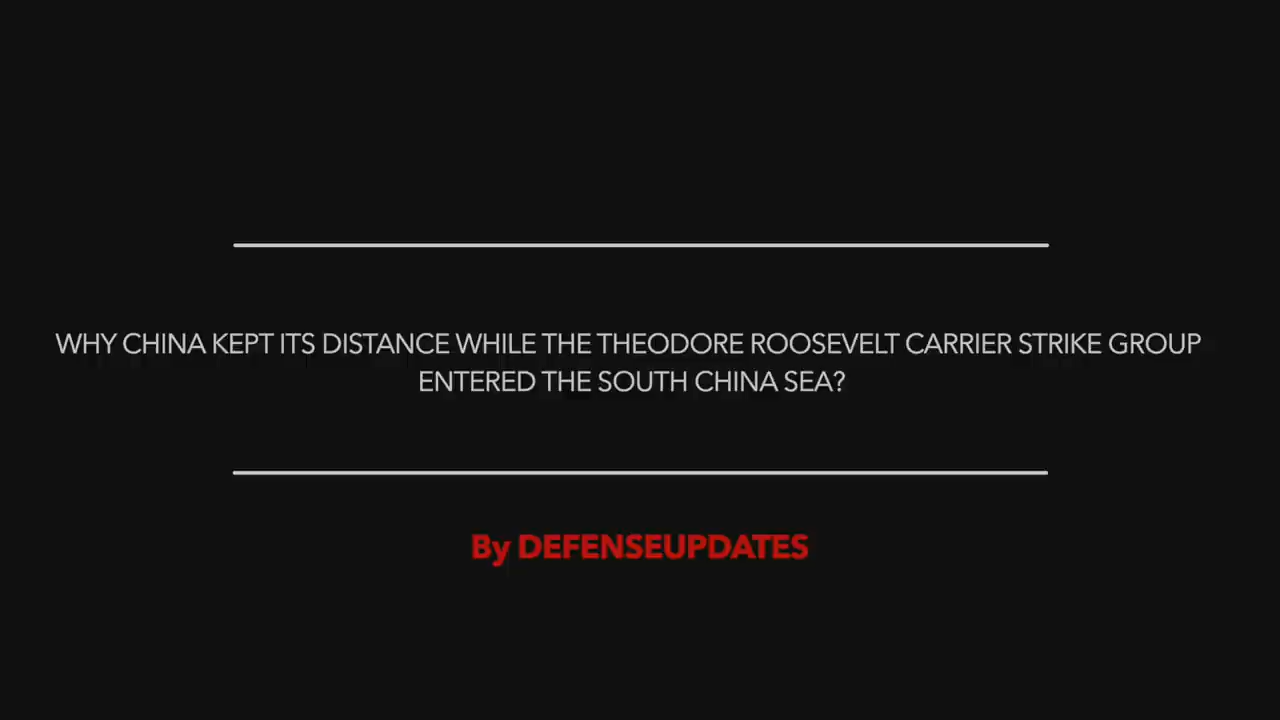 WHY CHINA KEPT ITS DISTANCE WHILE THE THEODORE ROOSEVELT CARRIER STRIKE GROUP
ENTERED THE SOUTH CHINA SEA?
By DEFENSEUPDATES